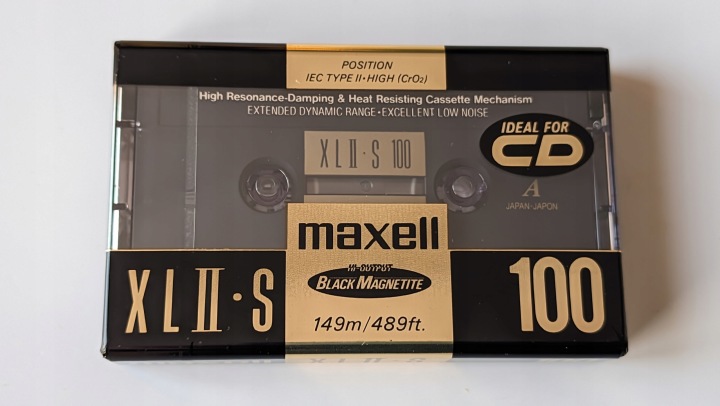 POSITION
IEC TYPE II•HIGH (CrO₂)
High Resonance-Damping & Heat Resisting Cassette Mechanism
EXTENDED DYNAMIC RANGE•EXCELLENT LOW NOISE
IDEAL FOR
CD
XLII•S 100
A
JAPAN-JAPON
maxell
HI-OUTPUT
BLACK MAGNETITE
XLII•S
100
149m/489ft.
XLII•S